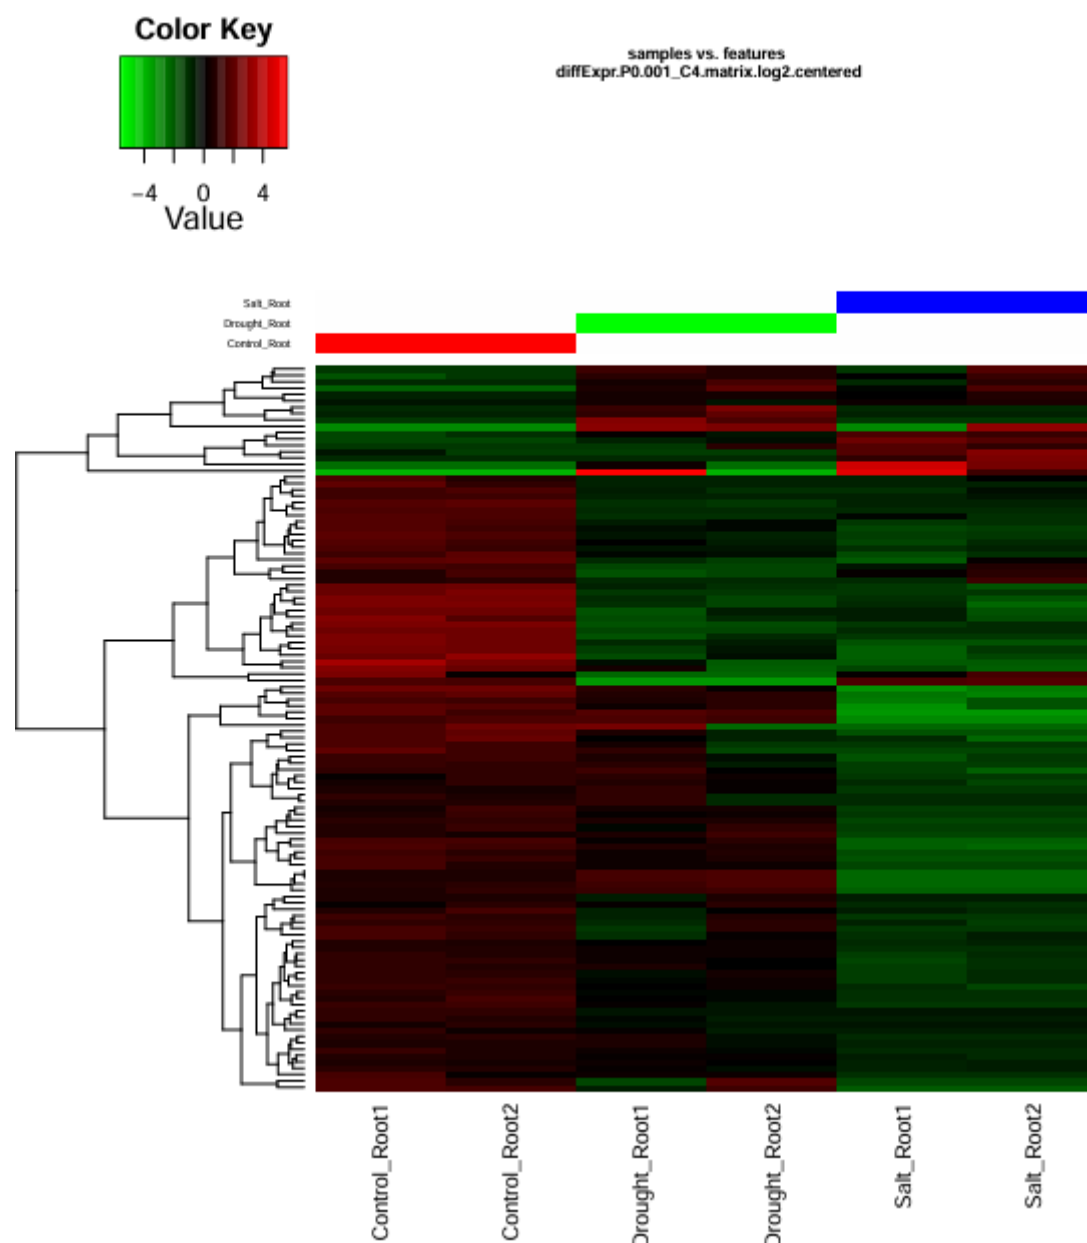 Color Key
samples vs. features
diffExpr.P0.001_C4.matrix.log2.centered
−4 0 4
Value
Salt_Root
Drought_Root
Control_Root
Control_Root1
Control_Root2
Drought_Root1
Drought_Root2
Salt_Root1
Salt_Root2